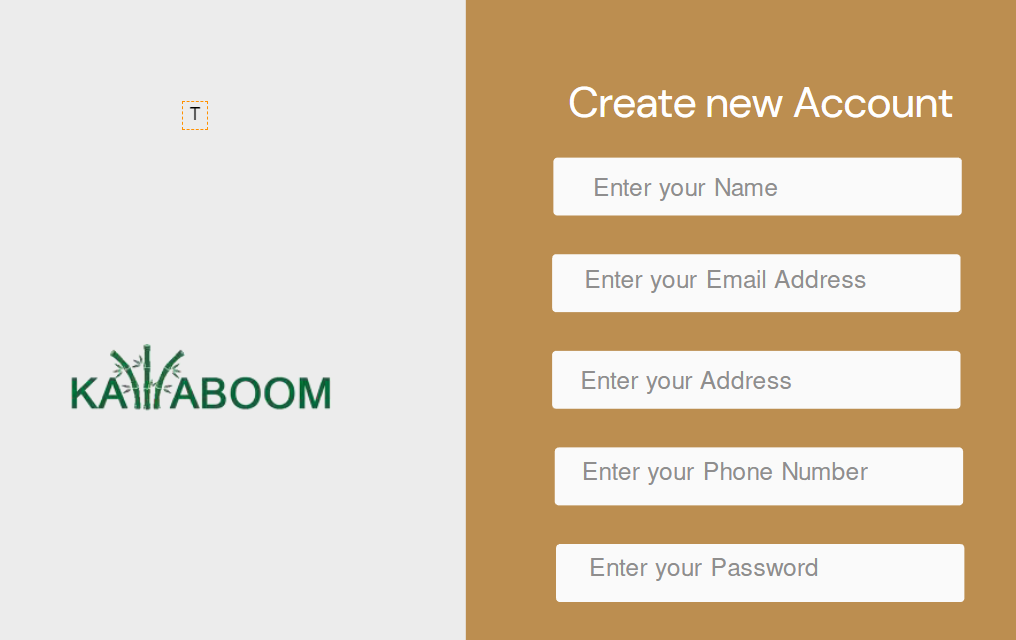 T
KAWABOOM
Create new Account
Enter your Name
Enter your Email Address
Enter your Address
Enter your Phone Number
Enter your Password